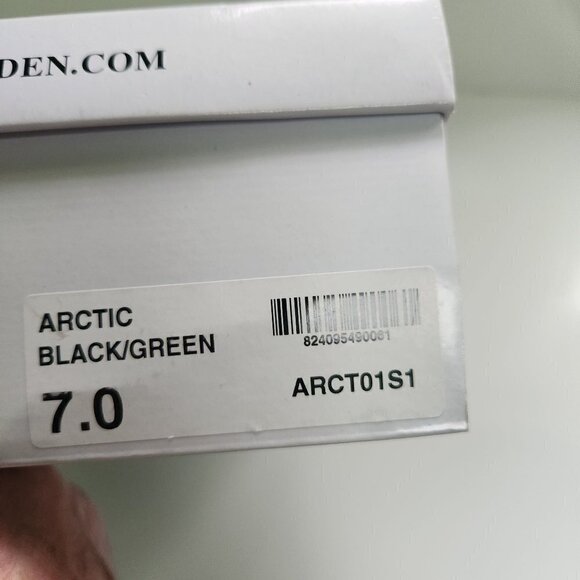 DEN.COM
ARCTIC
BLACK/GREEN
7.0
824095490061
ARCT01S1